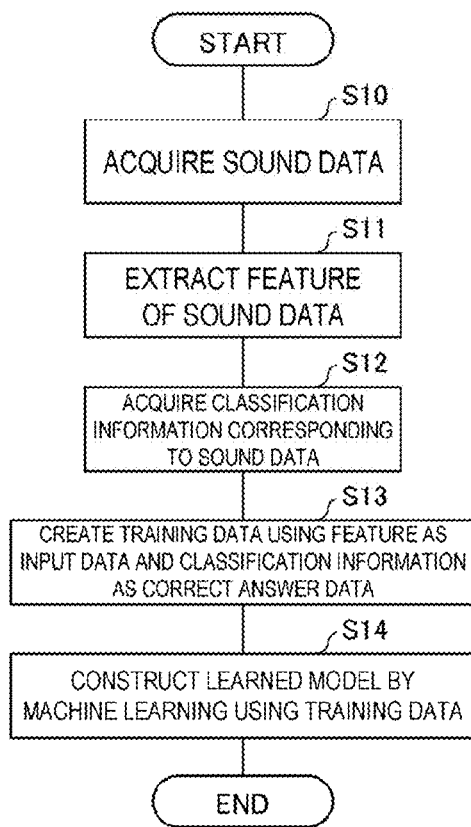 START
S10
ACQUIRE SOUND DATA
S11
EXTRACT FEATURE
OF SOUND DATA
S12
ACQUIRE CLASSIFICATION
INFORMATION CORRESPONDING
TO SOUND DATA
S13
CREATE TRAINING DATA USING FEATURE AS
INPUT DATA AND CLASSIFICATION INFORMATION
AS CORRECT ANSWER DATA
S14
CONSTRUCT LEARNED MODEL BY
MACHINE LEARNING USING TRAINING DATA
END